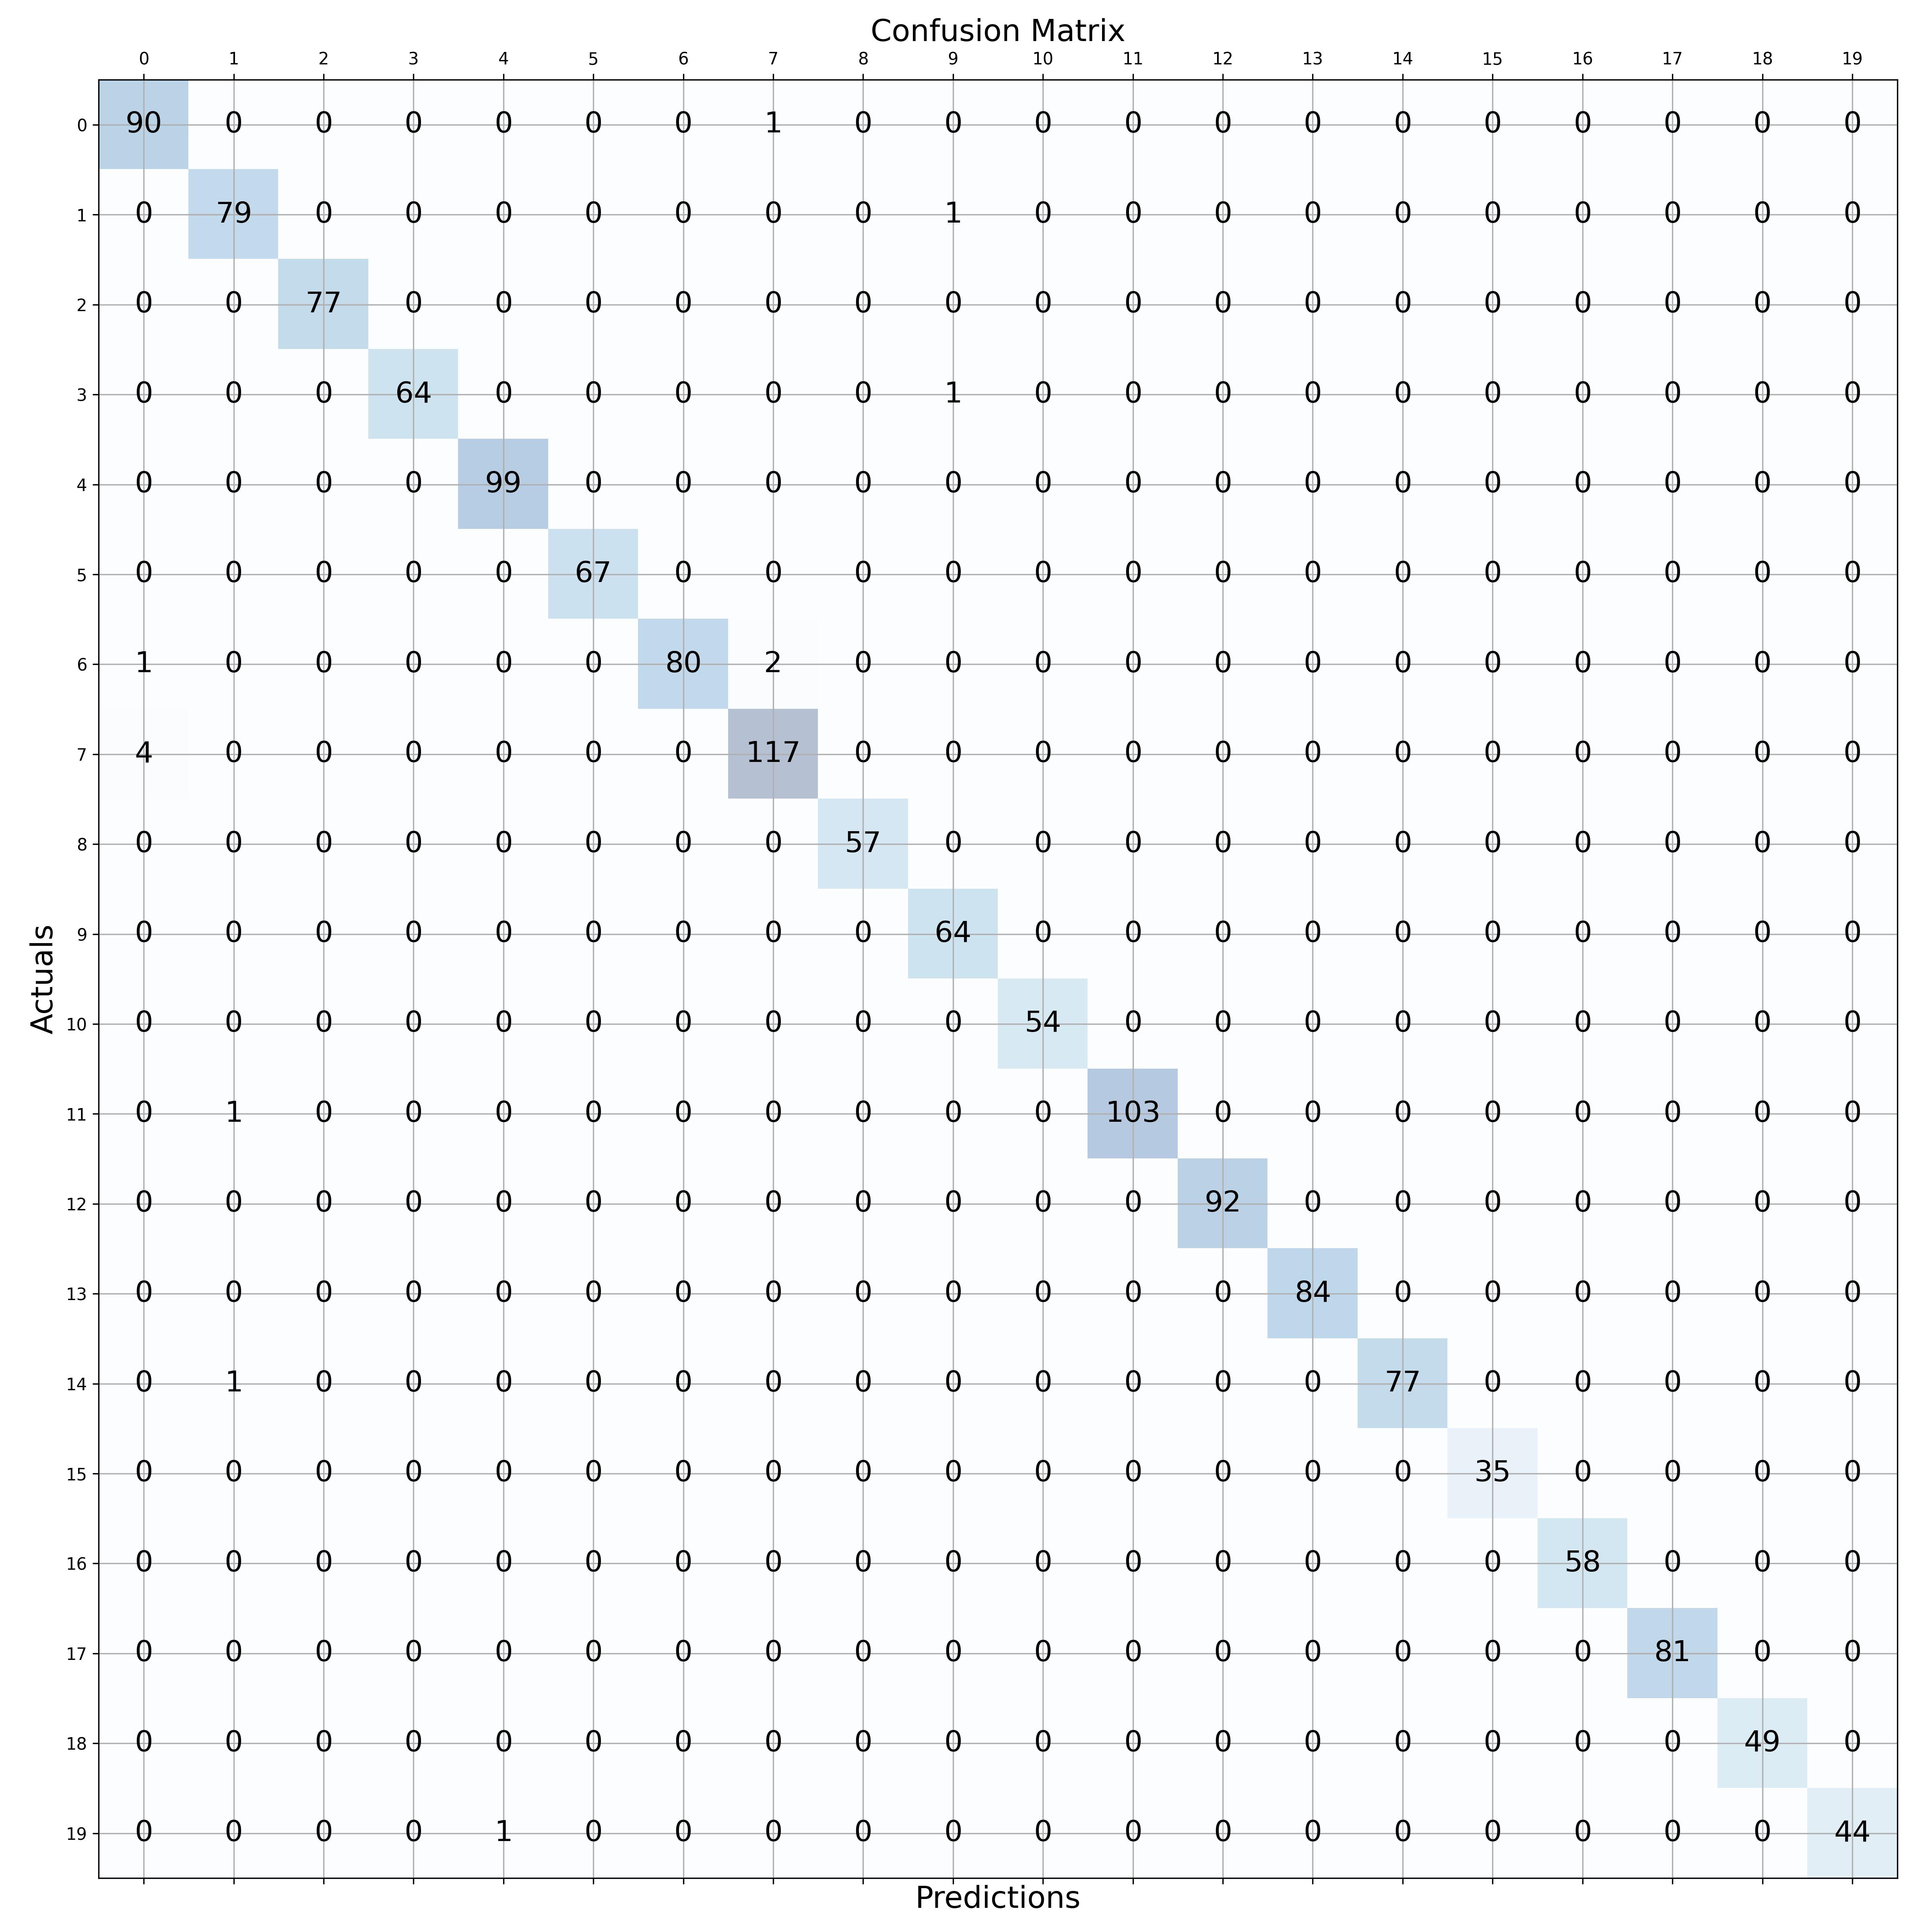 Confusion Matrix
0 1 2 3 4 5 6 7 8 9 10 11 12 13 14 15 16 17 18 19
0 90 0 0 0 0 0 0 1 0 0 0 0 0 0 0 0 0 0 0 0
1 0 79 0 0 0 0 0 0 0 1 0 0 0 0 0 0 0 0 0 0
2 0 0 77 0 0 0 0 0 0 0 0 0 0 0 0 0 0 0 0 0
3 0 0 0 64 0 0 0 0 0 1 0 0 0 0 0 0 0 0 0 0
4 0 0 0 0 99 0 0 0 0 0 0 0 0 0 0 0 0 0 0 0
5 0 0 0 0 0 67 0 0 0 0 0 0 0 0 0 0 0 0 0 0
6 1 0 0 0 0 0 80 2 0 0 0 0 0 0 0 0 0 0 0 0
7 4 0 0 0 0 0 0 117 0 0 0 0 0 0 0 0 0 0 0 0
8 0 0 0 0 0 0 0 0 57 0 0 0 0 0 0 0 0 0 0 0
9 0 0 0 0 0 0 0 0 0 64 0 0 0 0 0 0 0 0 0 0
Actuals
10 0 0 0 0 0 0 0 0 0 0 54 0 0 0 0 0 0 0 0 0
11 0 1 0 0 0 0 0 0 0 0 0 103 0 0 0 0 0 0 0 0
12 0 0 0 0 0 0 0 0 0 0 0 0 92 0 0 0 0 0 0 0
13 0 0 0 0 0 0 0 0 0 0 0 0 0 84 0 0 0 0 0 0
14 0 1 0 0 0 0 0 0 0 0 0 0 0 0 77 0 0 0 0 0
15 0 0 0 0 0 0 0 0 0 0 0 0 0 0 0 35 0 0 0 0
16 0 0 0 0 0 0 0 0 0 0 0 0 0 0 0 0 58 0 0 0
17 0 0 0 0 0 0 0 0 0 0 0 0 0 0 0 0 0 81 0 0
18 0 0 0 0 0 0 0 0 0 0 0 0 0 0 0 0 0 0 49 0
19 0 0 0 0 1 0 0 0 0 0 0 0 0 0 0 0 0 0 0 44
Predictions